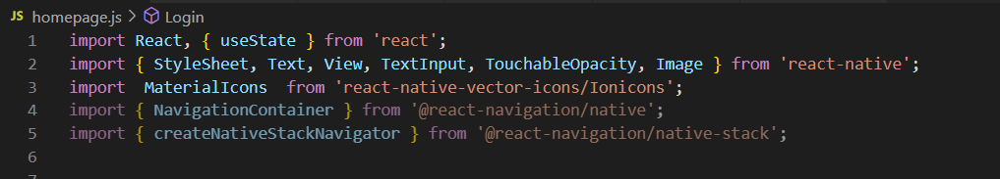 JS homepage.js > Login
1 import React, { useState } from 'react';
2 import { StyleSheet, Text, View, TextInput, TouchableOpacity, Image } from 'react-native';
3 import  MaterialIcons  from 'react-native-vector-icons/Ionicons';
4 import { NavigationContainer } from '@react-navigation/native';
5 import { createNativeStackNavigator } from '@react-navigation/native-stack';
6
7